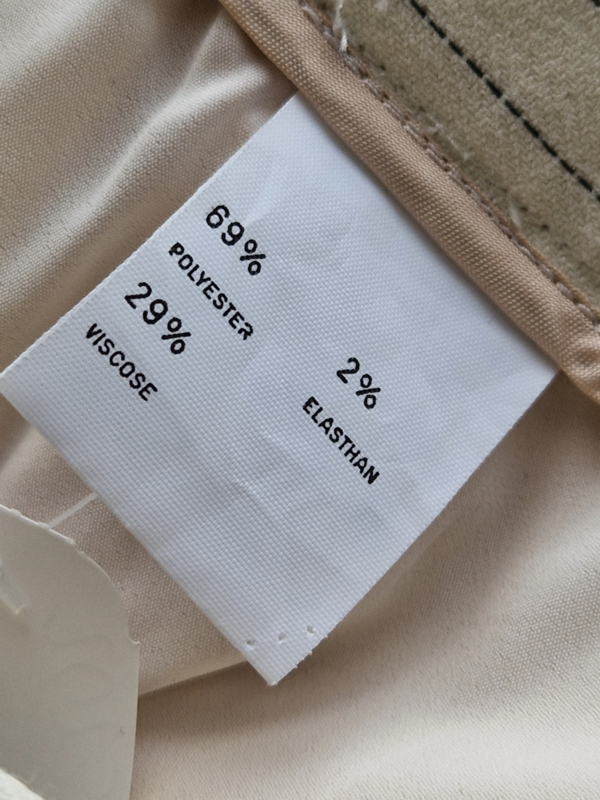 69%
POLYESTER
29%
VISCOSE
2%
ELASTHAN